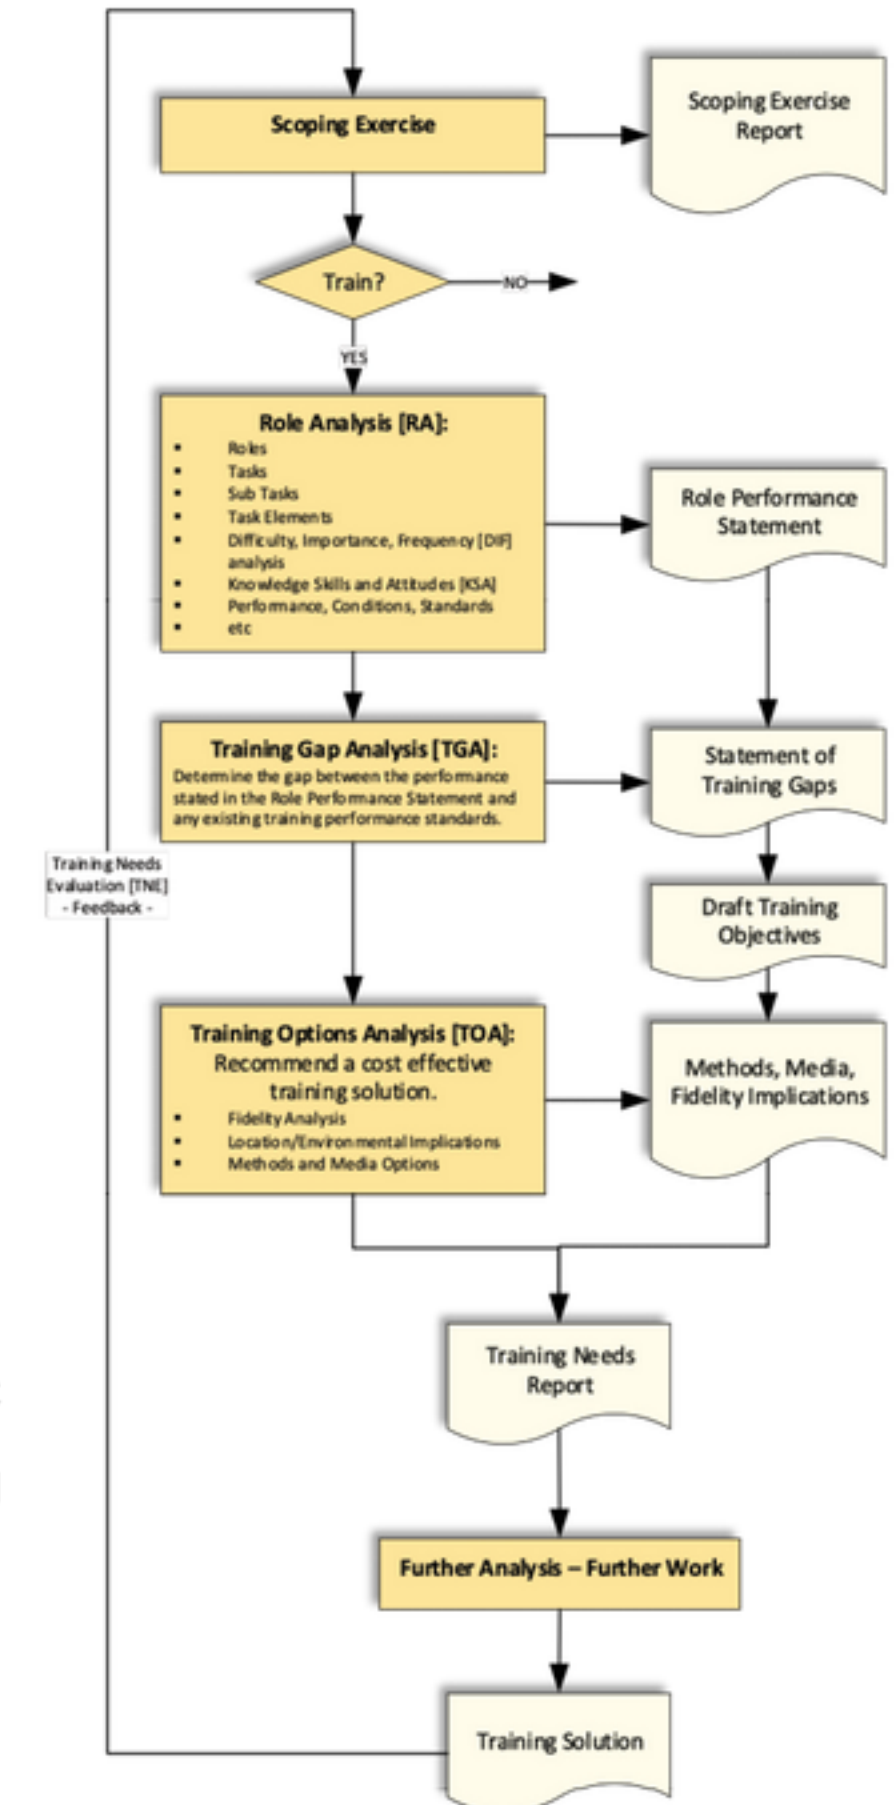 Scoping Exercise
Scoping Exercise
Report
Train?
NO
YES
Role Analysis [RA]:
▪ Roles
▪ Tasks
▪ Sub Tasks
▪ Task Elements
▪ Difficulty, Importance, Frequency [DIF]
analysis
▪ Knowledge Skills and Attitudes [KSA]
▪ Performance, Conditions, Standards
▪ etc
Role Performance
Statement
Training Gap Analysis [TGA]:
Determine the gap between the performance
stated in the Role Performance Statement and
any existing training performance standards.
Statement of
Training Gaps
Training Needs
Evaluation [TNE]
- Feedback -
Draft Training
Objectives
Training Options Analysis [TOA]:
Recommend a cost effective
training solution.
▪ Fidelity Analysis
▪ Location/Environmental Implications
▪ Methods and Media Options
Methods, Media,
Fidelity Implications
Training Needs
Report
Further Analysis – Further Work
Training Solution